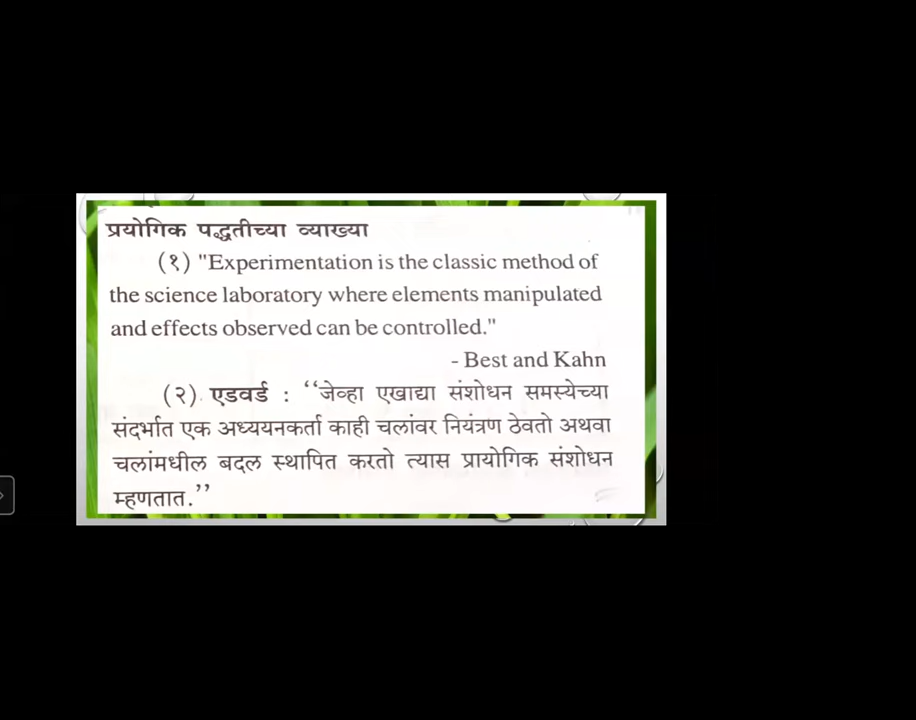 प्रयोगिक पद्धतीच्या व्याख्या
(१) "Experimentation is the classic method of
the science laboratory where elements manipulated
and effects observed can be controlled."
- Best and Kahn
(२) एडवर्ड : ‘‘जेव्हा एखाद्या संशोधन समस्येच्या
संदर्भात एक अध्ययनकर्ता काही चलांवर नियंत्रण ठेवतो अथवा
चलांमधील बदल स्थापित करतो त्यास प्रायोगिक संशोधन
म्हणतात.’’